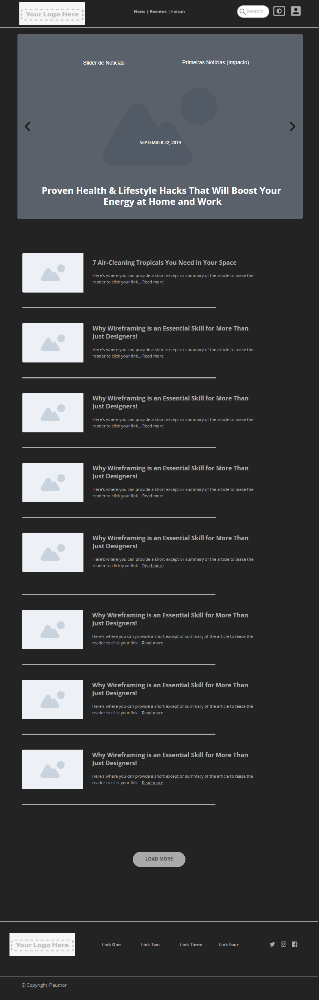 Your Logo Here
News | Reviews | Forum
Search
Slider de Noticias
Primeiras Noticias (Impacto)
SEPTEMBER 22, 2019
Proven Health & Lifestyle Hacks That Will Boost Your
Energy at Home and Work
7 Air-Cleaning Tropicals You Need in Your Space
Here's where you can provide a short except or summary of the article to tease the
reader to click your link... Read more
Why Wireframing is an Essential Skill for More Than
Just Designers!
Here's where you can provide a short except or summary of the article to tease the
reader to click your link... Read more
Why Wireframing is an Essential Skill for More Than
Just Designers!
Here's where you can provide a short except or summary of the article to tease the
reader to click your link... Read more
Why Wireframing is an Essential Skill for More Than
Just Designers!
Here's where you can provide a short except or summary of the article to tease the
reader to click your link... Read more
Why Wireframing is an Essential Skill for More Than
Just Designers!
Here's where you can provide a short except or summary of the article to tease the
reader to click your link... Read more
Why Wireframing is an Essential Skill for More Than
Just Designers!
Here's where you can provide a short except or summary of the article to tease the
reader to click your link... Read more
Why Wireframing is an Essential Skill for More Than
Just Designers!
Here's where you can provide a short except or summary of the article to tease the
reader to click your link... Read more
Why Wireframing is an Essential Skill for More Than
Just Designers!
Here's where you can provide a short except or summary of the article to tease the
reader to click your link... Read more
LOAD MORE
Your Logo Here
Link One
Link Two
Link Three
Link Four
© Copyright @author